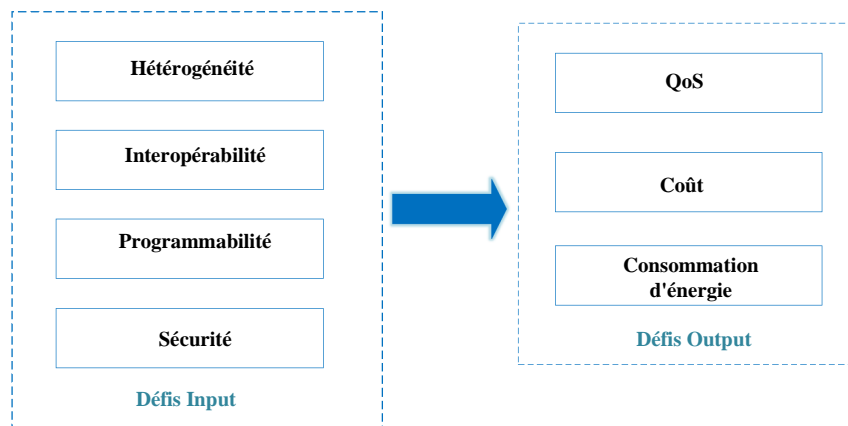 Hétérogénéité
Interopérabilité
Programmabilité
Sécurité
Défis Input
QoS
Coût
Consommation
d'énergie
Défis Output